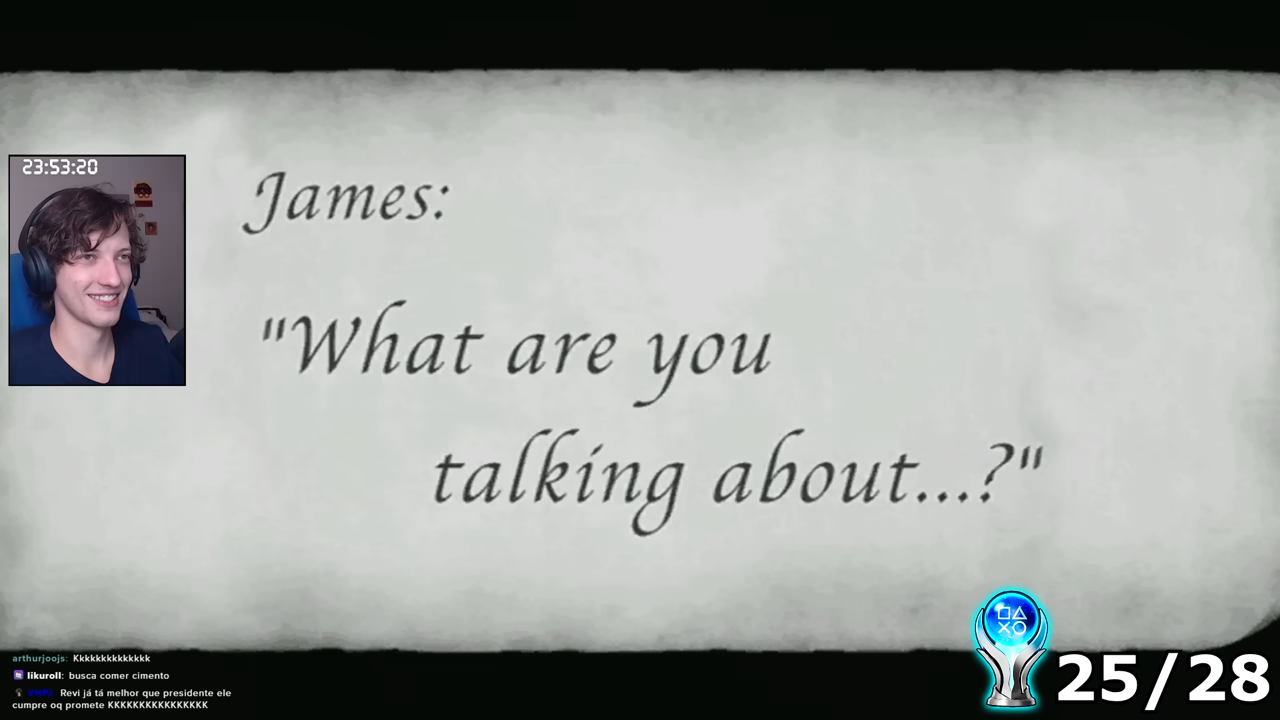 23:53:20
James:
"What are you
talking about...?"
arthurjoojs: Kkkkkkkkkkkkkk
likuroll: busca comer cimento
Revi já tá melhor que presidente ele
cumpre oq promete KKKKKKKKKKKKKKKK
25/28